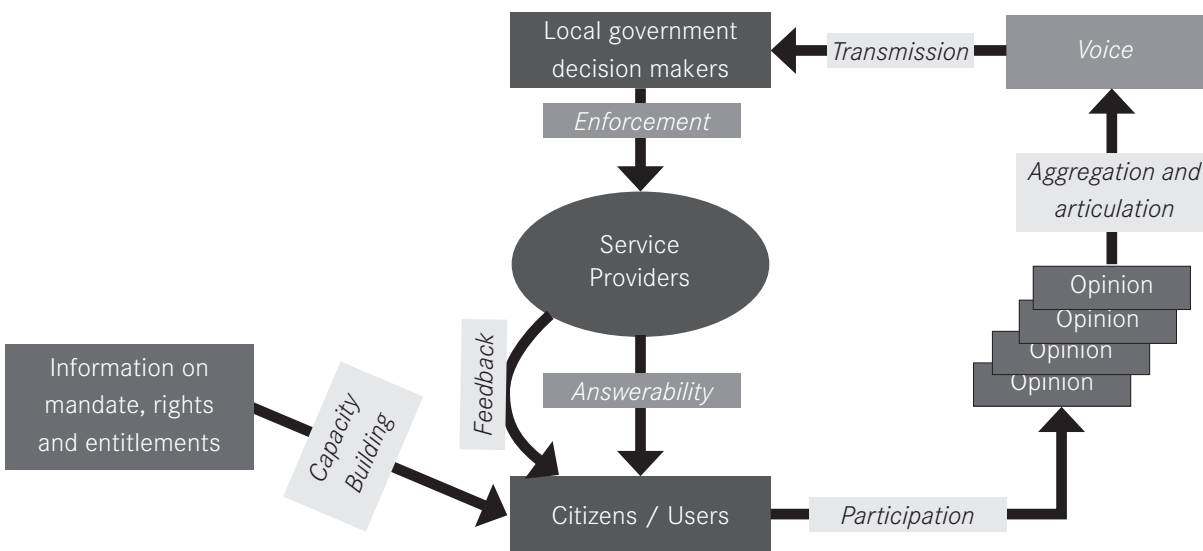 Local government
decision makers
Transmission
Voice
Enforcement
Aggregation and
articulation
Service
Providers
Opinion
Opinion
Opinion
Opinion
Feedback
Answerability
Information on
mandate, rights
and entitlements
Capacity
Building
Citizens / Users
Participation